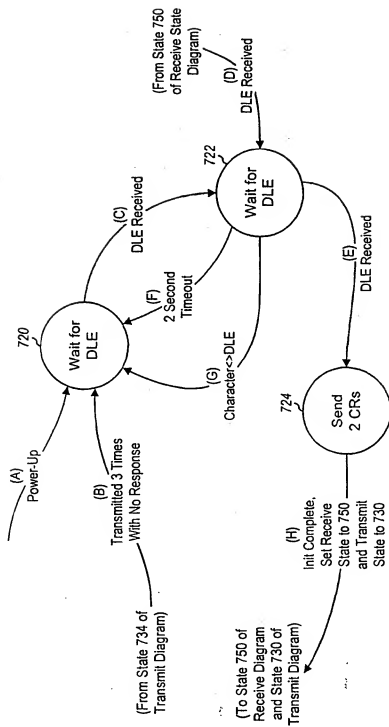 (A)
Power-Up
720
Wait for
DLE
(B)
Transmitted 3 Times
With No Response
(From State 734 of
Transmit Diagram)
(C)
DLE Received
(F)
2 Second
Timeout
(G)
Character<>DLE
722
Wait for
DLE
(From State 750
of Receive State
Diagram)
(D)
DLE Received
(E)
DLE Received
724
Send
2 CRs
(H)
Init Complete,
Set Receive
State to 750
and Transmit
State to 730
(To State 750 of
Receive Diagram
and State 730 of
Transmit Diagram)